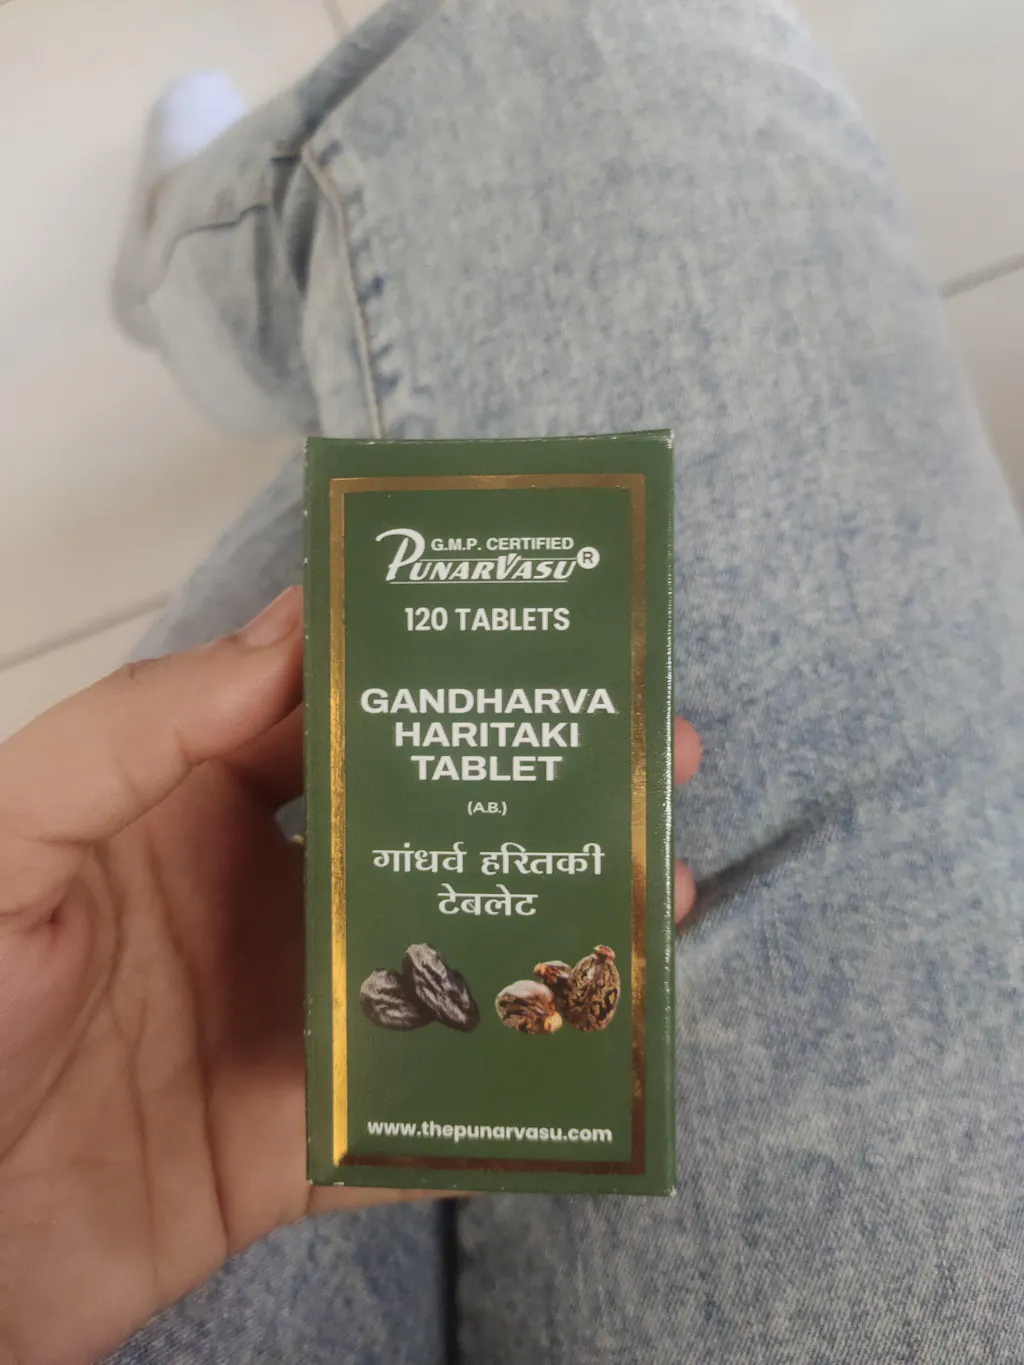 G.M.P. CERTIFIED
PUNARVASU®
120 TABLETS
GANDHARVA
HARITAKI
TABLET
(A.B.)
गांधर्व हरितकी
टेबलेट
www.thepunarvasu.com